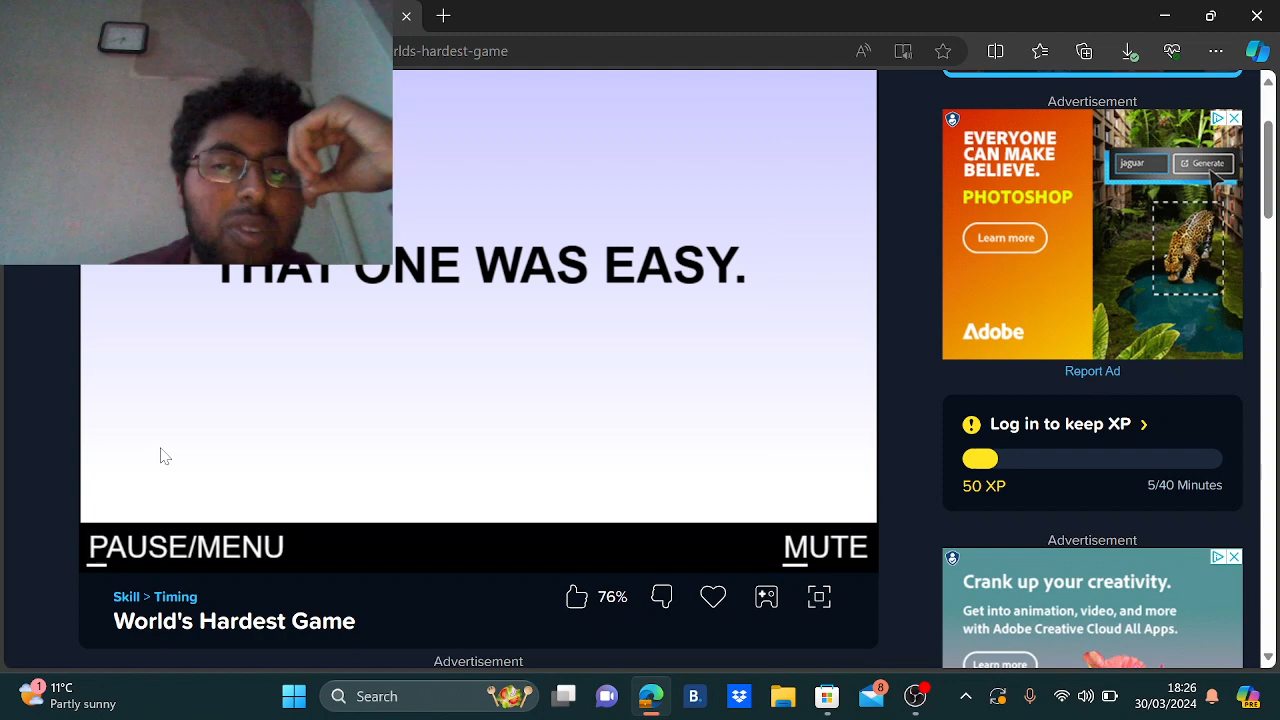 rlds-hardest-game
Advertisement
EVERYONE
CAN MAKE
BELIEVE.
PHOTOSHOP
Learn more
jaguar
Generate
Adobe
Report Ad
THAT ONE WAS EASY.
Log in to keep XP >
50 XP
5/40 Minutes
PAUSE/MENU
MUTE
Advertisement
Skill > Timing
76%
World's Hardest Game
Crank up your creativity.
Get into animation, video, and more
with Adobe Creative Cloud All Apps.
Learn more
Advertisement
1
11°C
Partly sunny
Search
B.
8
18:26
30/03/2024
PRE